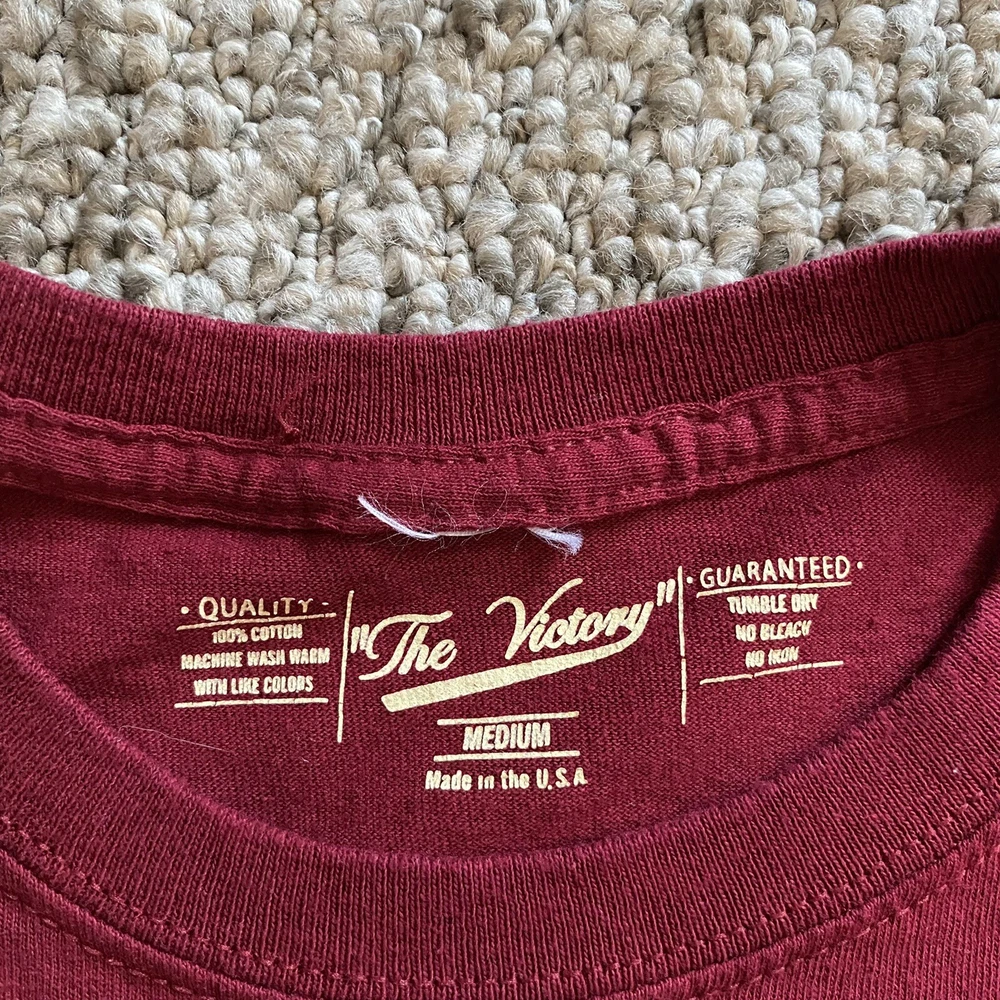 · QUALITY ·
100% COTTON
MACHINE WASH WARM
WITH LIKE COLORS
"The Victory"
MEDIUM
Made in the U.S.A
· GUARANTEED ·
TUMBLE DRY
NO BLEACH
NO IRON